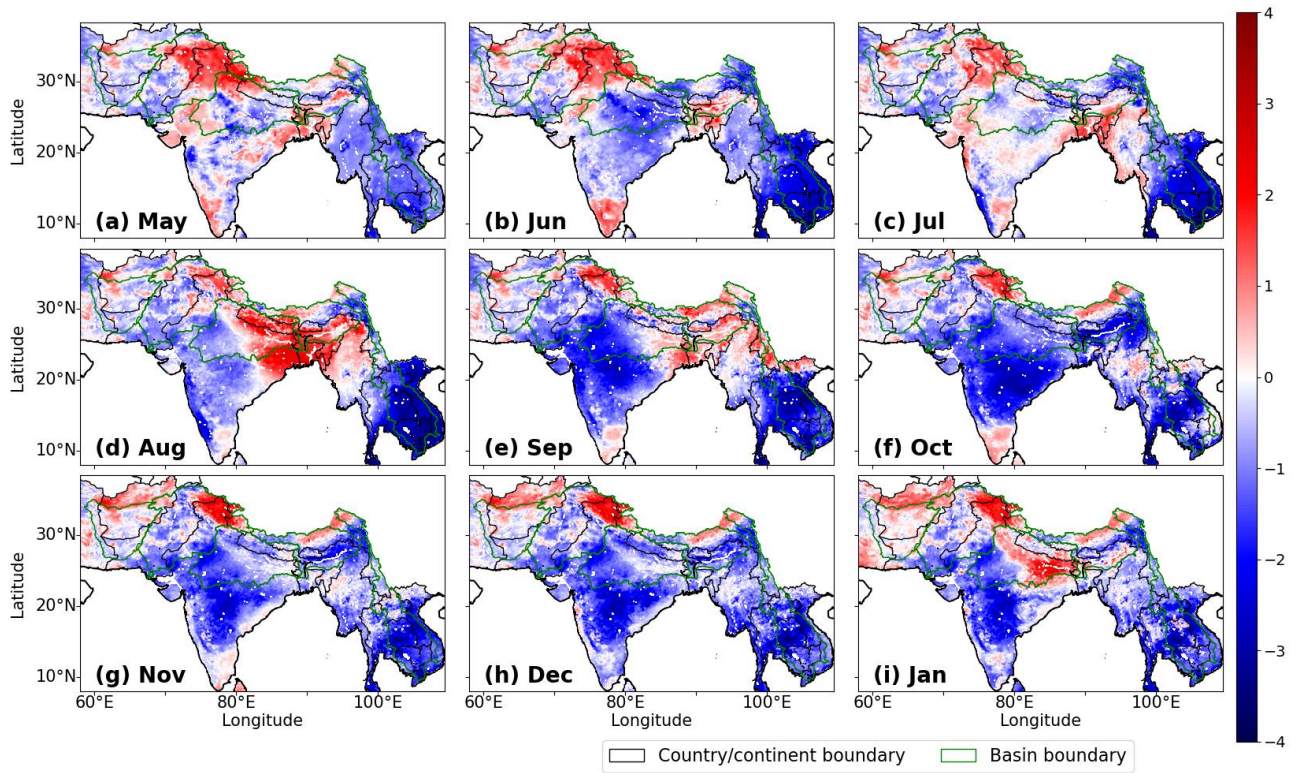 Latitude
30°N
20°N
10°N
(a) May
(b) Jun
(c) Jul
Latitude
30°N
20°N
10°N
(d) Aug
(e) Sep
(f) Oct
Latitude
30°N
20°N
10°N
(g) Nov
(h) Dec
(i) Jan
60°E 80°E 100°E
60°E 80°E 100°E
60°E 80°E 100°E
Longitude
Longitude
Longitude
4
3
2
1
0
−1
−2
−3
−4
Country/continent boundary
Basin boundary